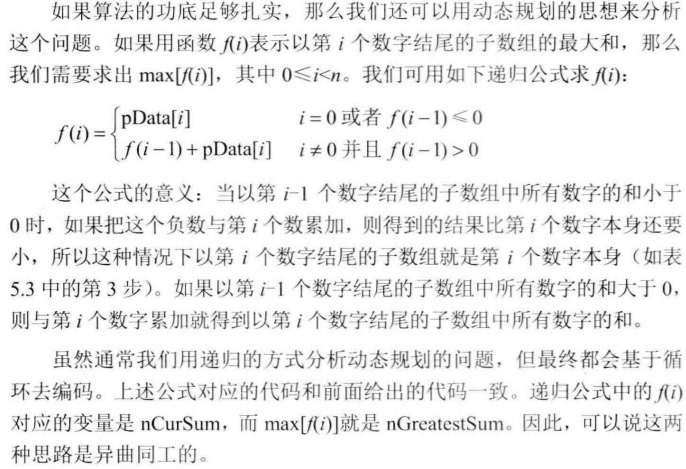 如果算法的功底足够扎实，那么我们还可以用动态规划的思想来分析
这个问题。如果用函数 f(i)表示以第 i 个数字结尾的子数组的最大和，那么
我们需要求出 max[f(i)]，其中 0≤i<n。我们可用如下递归公式求 f(i)：
f(i) = { pData[i] i = 0 或者 f(i−1) ≤ 0
f(i−1) + pData[i] i ≠ 0 并且 f(i−1) > 0
这个公式的意义：当以第 i-1 个数字结尾的子数组中所有数字的和小于
0 时，如果把这个负数与第 i 个数累加，则得到的结果比第 i 个数字本身还要
小，所以这种情况下以第 i 个数字结尾的子数组就是第 i 个数字本身（如表
5.3 中的第 3 步）。如果以第 i-1 个数字结尾的子数组中所有数字的和大于 0，
则与第 i 个数字累加就得到以第 i 个数字结尾的子数组中所有数字的和。
虽然通常我们用递归的方式分析动态规划的问题，但最终都会基于循
环去编码。上述公式对应的代码和前面给出的代码一致。递归公式中的 f(i)
对应的变量是 nCurSum，而 max[f(i)]就是 nGreatestSum。因此，可以说这两
种思路是异曲同工的。